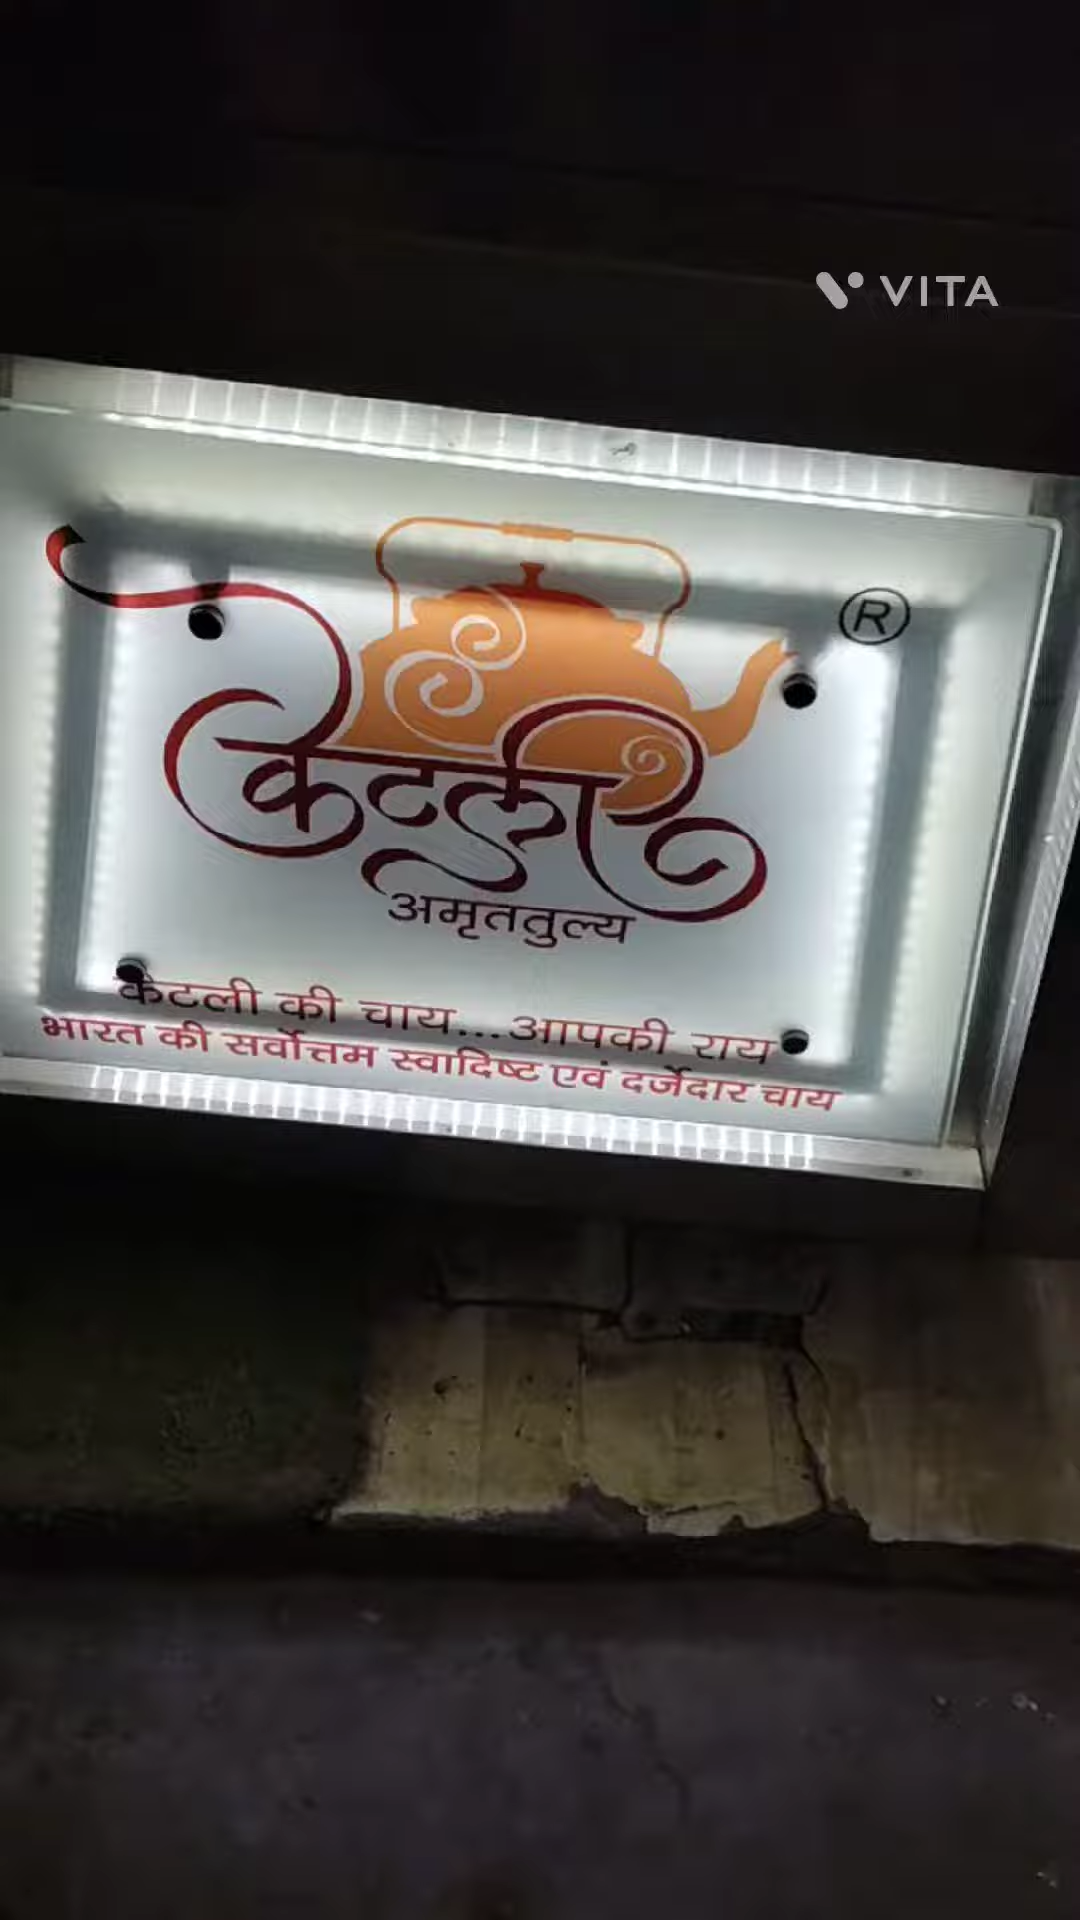 VITA
®
केटली
अमृततुल्य
केटली की चाय...आपकी राय
भारत की सर्वोत्तम स्वादिष्ट एवं दर्जेदार चाय